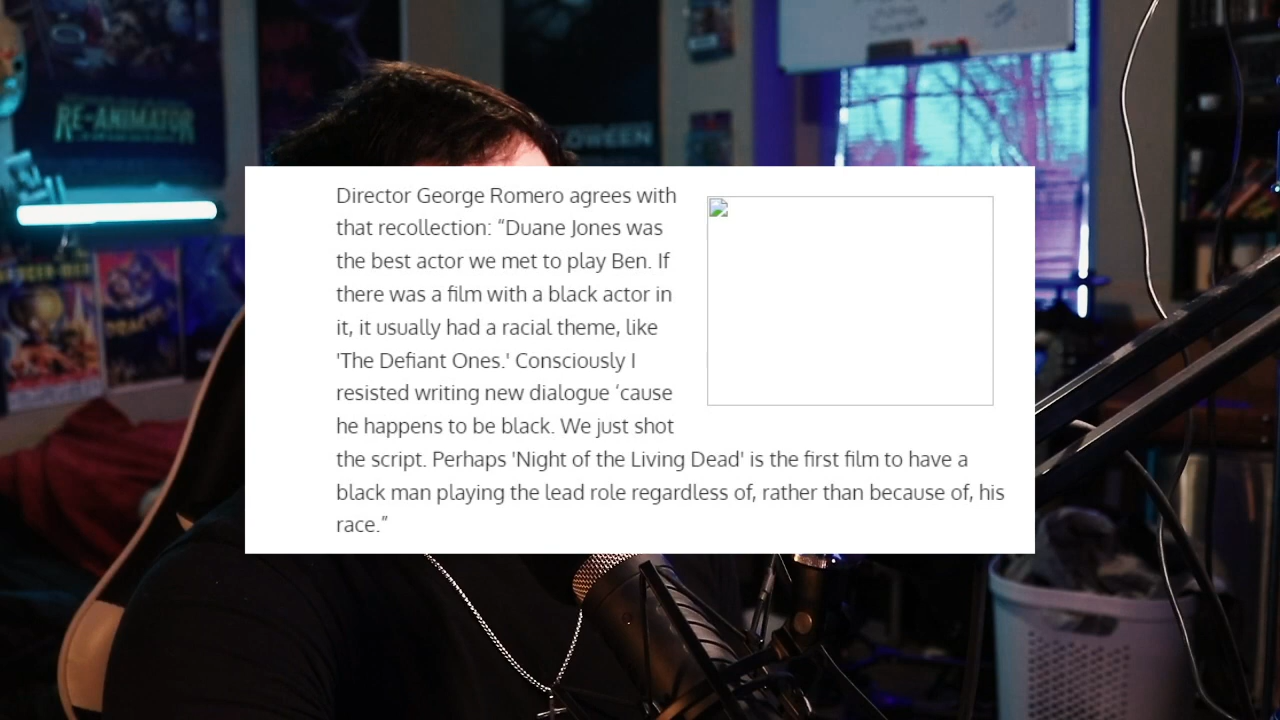 RE-ANIMATOR
Director George Romero agrees with
that recollection: “Duane Jones was
the best actor we met to play Ben. If
there was a film with a black actor in
it, it usually had a racial theme, like
'The Defiant Ones.' Consciously I
resisted writing new dialogue ‘cause
he happens to be black. We just shot
the script. Perhaps 'Night of the Living Dead' is the first film to have a
black man playing the lead role regardless of, rather than because of, his
race.”